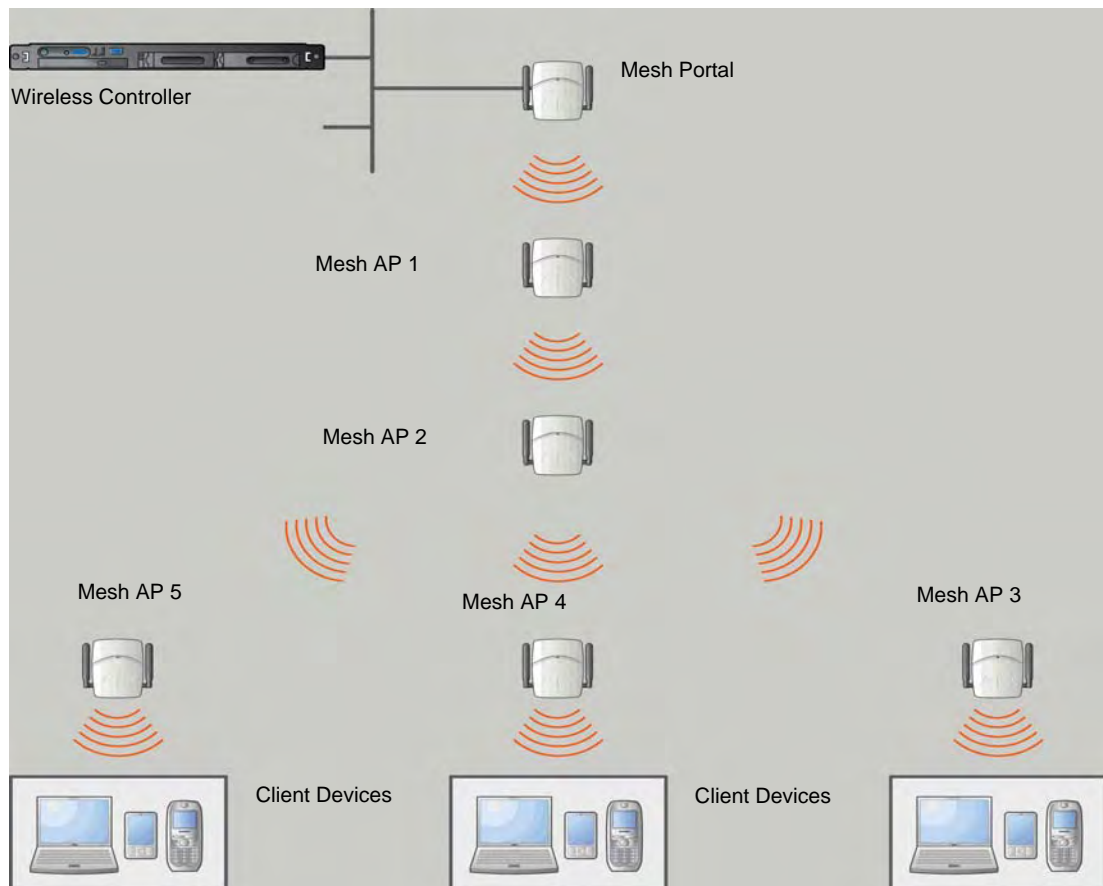 Mesh Portal
Wireless Controller
Mesh AP 1
Mesh AP 2
Mesh AP 5
Mesh AP 4
Mesh AP 3
Client Devices
Client Devices